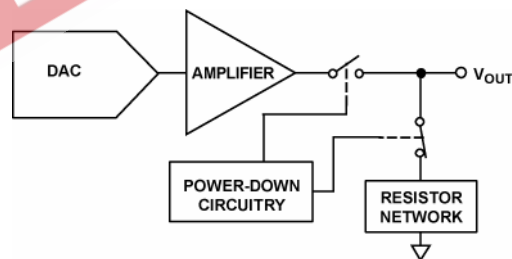 DAC
AMPLIFIER
VOUT
POWER-DOWN
CIRCUITRY
RESISTOR
NETWORK